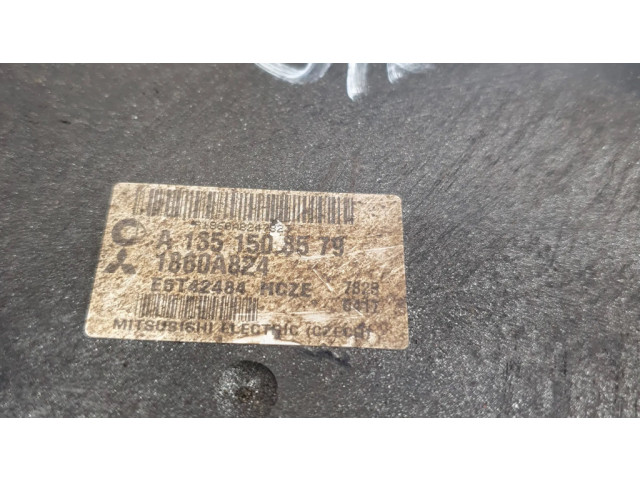 A 135 150 35 79
1860A824
E6T42484 MCZE
MITSUBISHI ELECTRIC (CZECH)